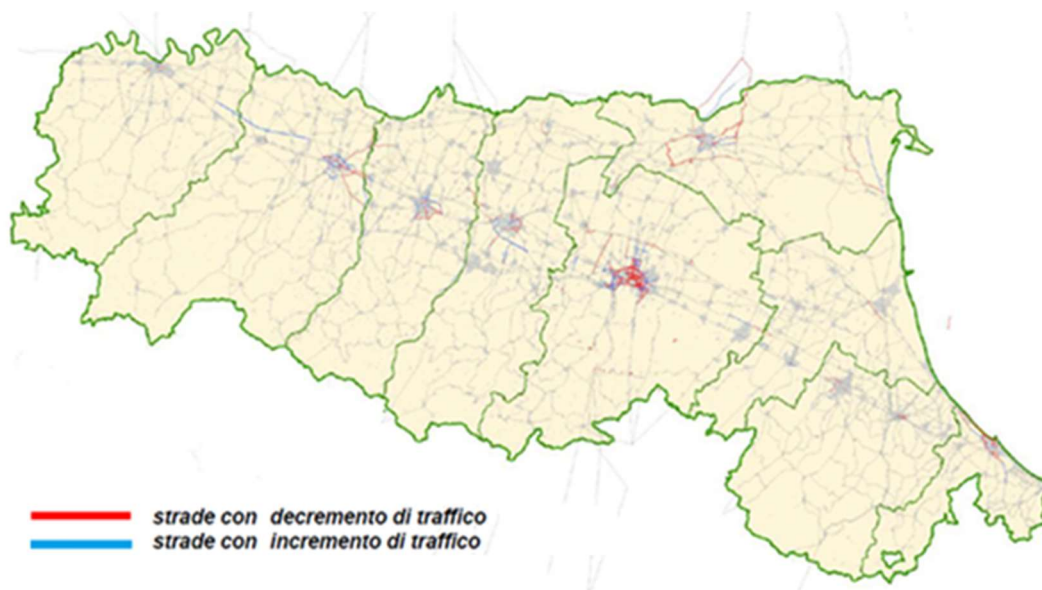 strade con decremento di traffico
strade con incremento di traffico